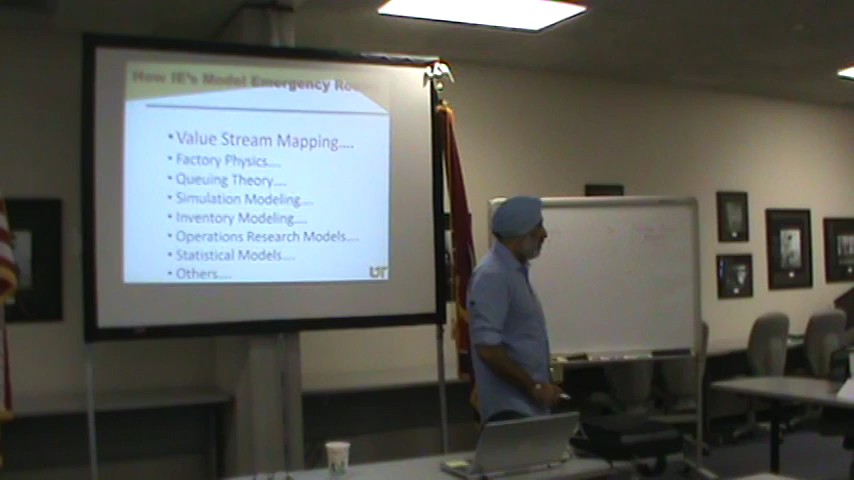 How IE's Model Emergency
• Value Stream Mapping....
• Factory Physics....
• Queuing Theory....
• Simulation Modeling....
• Inventory Modeling....
• Operations Research Models....
• Statistical Models....
• Others....
UT